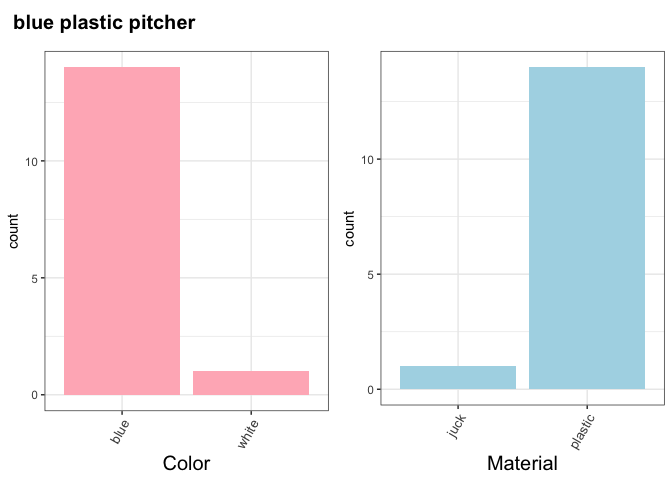 blue plastic pitcher
10
5
0
count
blue
white
Color
10
5
0
count
juck
plastic
Material